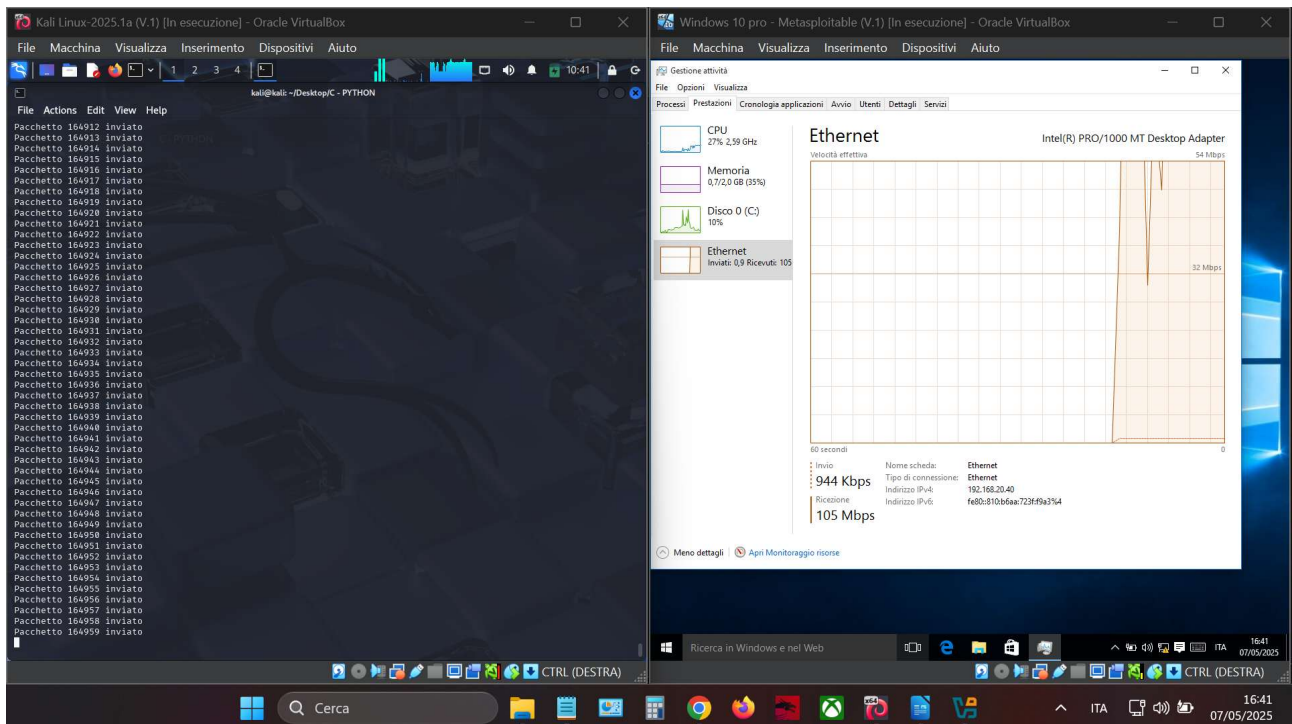 Kali Linux-2025.1a (V.1) [In esecuzione] - Oracle VirtualBox
File Macchina Visualizza Inserimento Dispositivi Aiuto
1 2 3 4 10:41
kali@kali: ~/Desktop/C - PYTHON
File Actions Edit View Help
Pacchetto 164912 inviato
Pacchetto 164913 inviato
Pacchetto 164914 inviato
Pacchetto 164915 inviato
Pacchetto 164916 inviato
Pacchetto 164917 inviato
Pacchetto 164918 inviato
Pacchetto 164919 inviato
Pacchetto 164920 inviato
Pacchetto 164921 inviato
Pacchetto 164922 inviato
Pacchetto 164923 inviato
Pacchetto 164924 inviato
Pacchetto 164925 inviato
Pacchetto 164926 inviato
Pacchetto 164927 inviato
Pacchetto 164928 inviato
Pacchetto 164929 inviato
Pacchetto 164930 inviato
Pacchetto 164931 inviato
Pacchetto 164932 inviato
Pacchetto 164933 inviato
Pacchetto 164934 inviato
Pacchetto 164935 inviato
Pacchetto 164936 inviato
Pacchetto 164937 inviato
Pacchetto 164938 inviato
Pacchetto 164939 inviato
Pacchetto 164940 inviato
Pacchetto 164941 inviato
Pacchetto 164942 inviato
Pacchetto 164943 inviato
Pacchetto 164944 inviato
Pacchetto 164945 inviato
Pacchetto 164946 inviato
Pacchetto 164947 inviato
Pacchetto 164948 inviato
Pacchetto 164949 inviato
Pacchetto 164950 inviato
Pacchetto 164951 inviato
Pacchetto 164952 inviato
Pacchetto 164953 inviato
Pacchetto 164954 inviato
Pacchetto 164955 inviato
Pacchetto 164956 inviato
Pacchetto 164957 inviato
Pacchetto 164958 inviato
Pacchetto 164959 inviato
CTRL (DESTRA)
Windows 10 pro - Metasploitable (V.1) [In esecuzione] - Oracle VirtualBox
File Macchina Visualizza Inserimento Dispositivi Aiuto
Gestione attività
File Opzioni Visualizza
Processi Prestazioni Cronologia applicazioni Avvio Utenti Dettagli Servizi
CPU
27% 2,59 GHz
Memoria
0,7/2,0 GB (35%)
Disco 0 (C:)
10%
Ethernet
Inviati: 0,9 Ricevuti: 105
Ethernet Intel(R) PRO/1000 MT Desktop Adapter
Velocità effettiva 54 Mbps
32 Mbps
60 secondi 0
Invio
944 Kbps
Ricezione
105 Mbps
Nome scheda: Ethernet
Tipo di connessione: Ethernet
Indirizzo IPv4: 192.168.20.40
Indirizzo IPv6: fe80::810:b6aa:723f:f9a3%4
Meno dettagli Apri Monitoraggio risorse
Ricerca in Windows e nel Web ITA 16:41
07/05/2025
CTRL (DESTRA)
Cerca ITA 16:41
07/05/2025